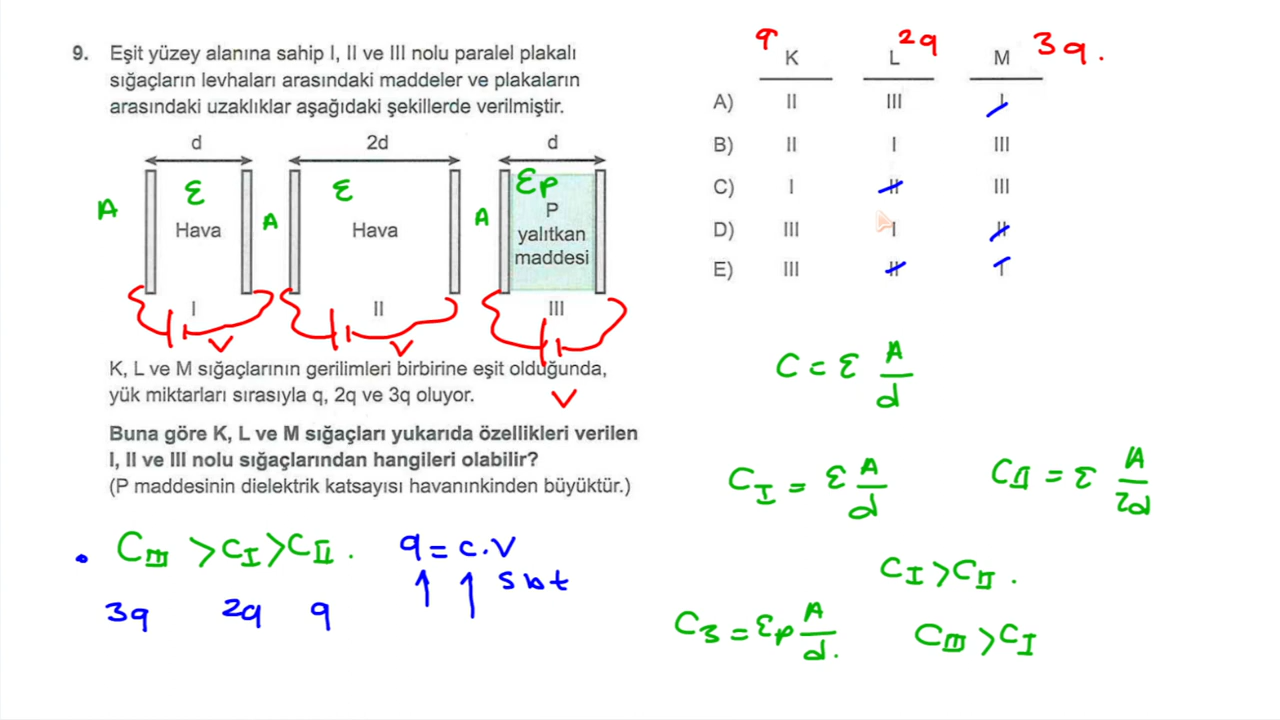 9. Eşit yüzey alanına sahip I, II ve III nolu paralel plakalı
sığaçların levhaları arasındaki maddeler ve plakaların
arasındaki uzaklıklar aşağıdaki şekillerde verilmiştir.
d 2d d
A ε Hava A ε Hava A εp P
yalıtkan
maddesi
I II III
V V V
K, L ve M sığaçlarının gerilimleri birbirine eşit olduğunda,
yük miktarları sırasıyla q, 2q ve 3q oluyor.
Buna göre K, L ve M sığaçları yukarıda özellikleri verilen
I, II ve III nolu sığaçlarından hangileri olabilir?
(P maddesinin dielektrik katsayısı havanınkinden büyüktür.)
• CIII > CI > CII .
3q 2q q
q = c.V
sbt
q 2q 3q.
K L M
A) II III I
B) II I III
C) I II III
D) III I II
E) III II I
C = ε A/d
CI = ε A/d
CII = ε A/2d
CI > CII .
C3 = εp A/d.
CIII > CI